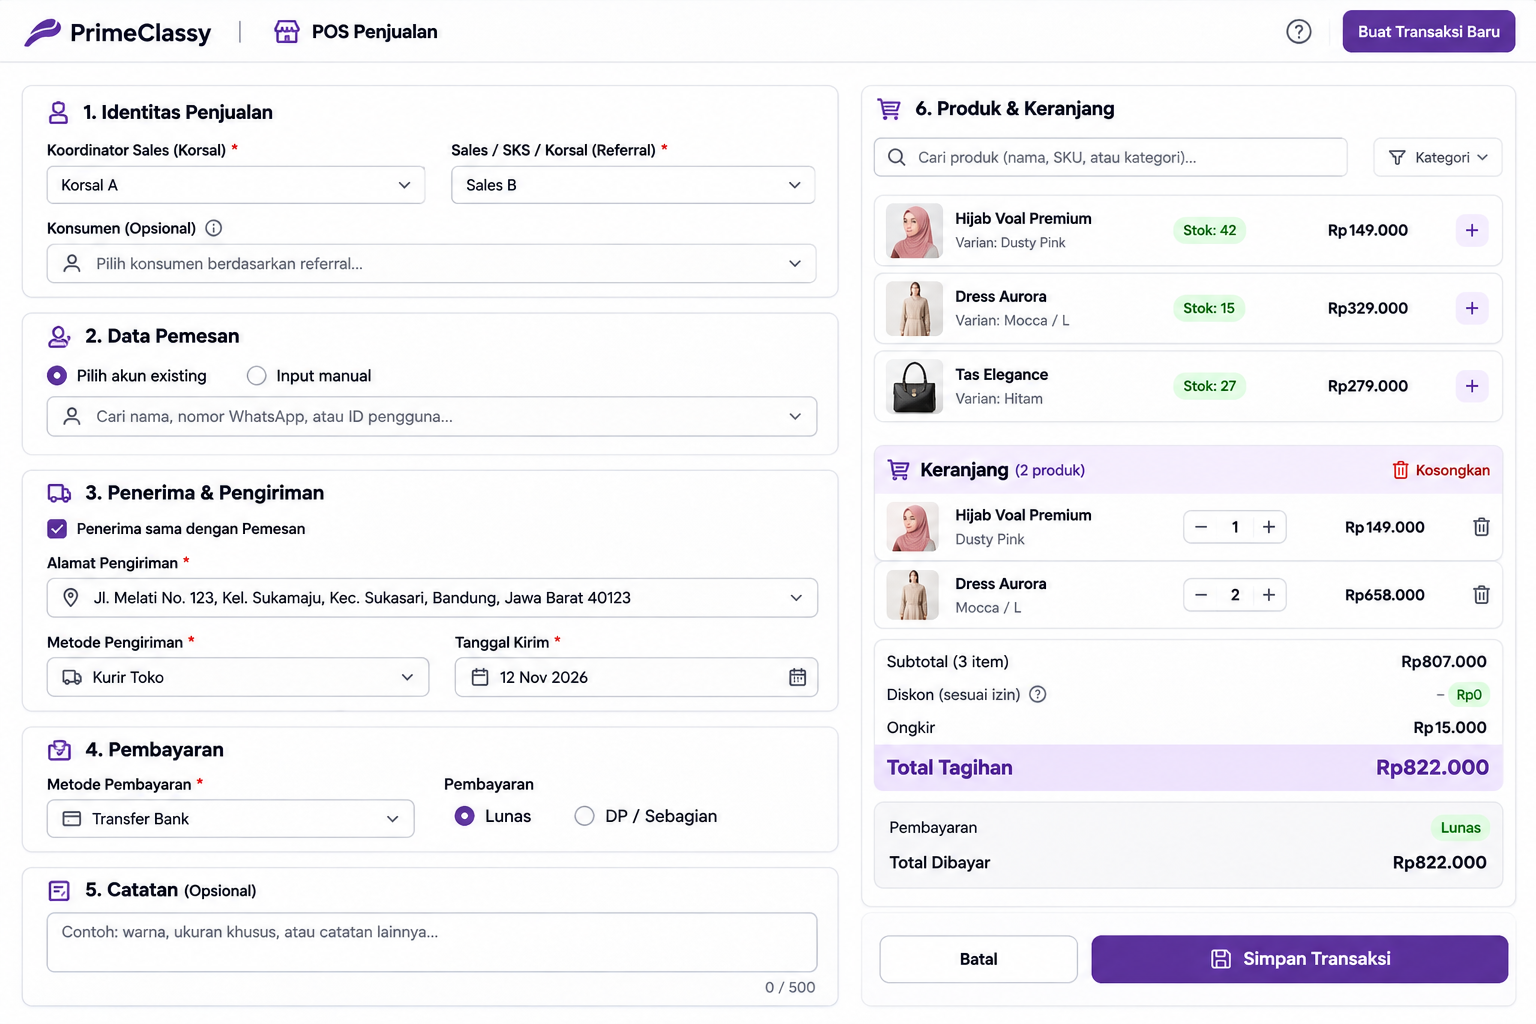 PrimeClassy
POS Penjualan
Buat Transaksi Baru
1. Identitas Penjualan
Koordinator Sales (Korsal) *
Sales / SKS / Korsal (Referral) *
Korsal A
Sales B
Konsumen (Opsional)
Pilih konsumen berdasarkan referral...
2. Data Pemesan
Pilih akun existing
Input manual
Cari nama, nomor WhatsApp, atau ID pengguna...
3. Penerima & Pengiriman
Penerima sama dengan Pemesan
Alamat Pengiriman *
Jl. Melati No. 123, Kel. Sukamaju, Kec. Sukasari, Bandung, Jawa Barat 40123
Metode Pengiriman *
Tanggal Kirim *
Kurir Toko
12 Nov 2026
4. Pembayaran
Metode Pembayaran *
Pembayaran
Transfer Bank
Lunas
DP / Sebagian
5. Catatan (Opsional)
Contoh: warna, ukuran khusus, atau catatan lainnya...
0 / 500
6. Produk & Keranjang
Cari produk (nama, SKU, atau kategori)...
Kategori
Hijab Voal Premium
Varian: Dusty Pink
Stok: 42
Rp149.000
Dress Aurora
Varian: Mocca / L
Stok: 15
Rp329.000
Tas Elegance
Varian: Hitam
Stok: 27
Rp279.000
Keranjang (2 produk)
Kosongkan
Hijab Voal Premium
Dusty Pink
1
Rp149.000
Dress Aurora
Mocca / L
2
Rp658.000
Subtotal (3 item)
Rp807.000
Diskon (sesuai izin)
– Rp0
Ongkir
Rp15.000
Total Tagihan
Rp822.000
Pembayaran
Lunas
Total Dibayar
Rp822.000
Batal
Simpan Transaksi